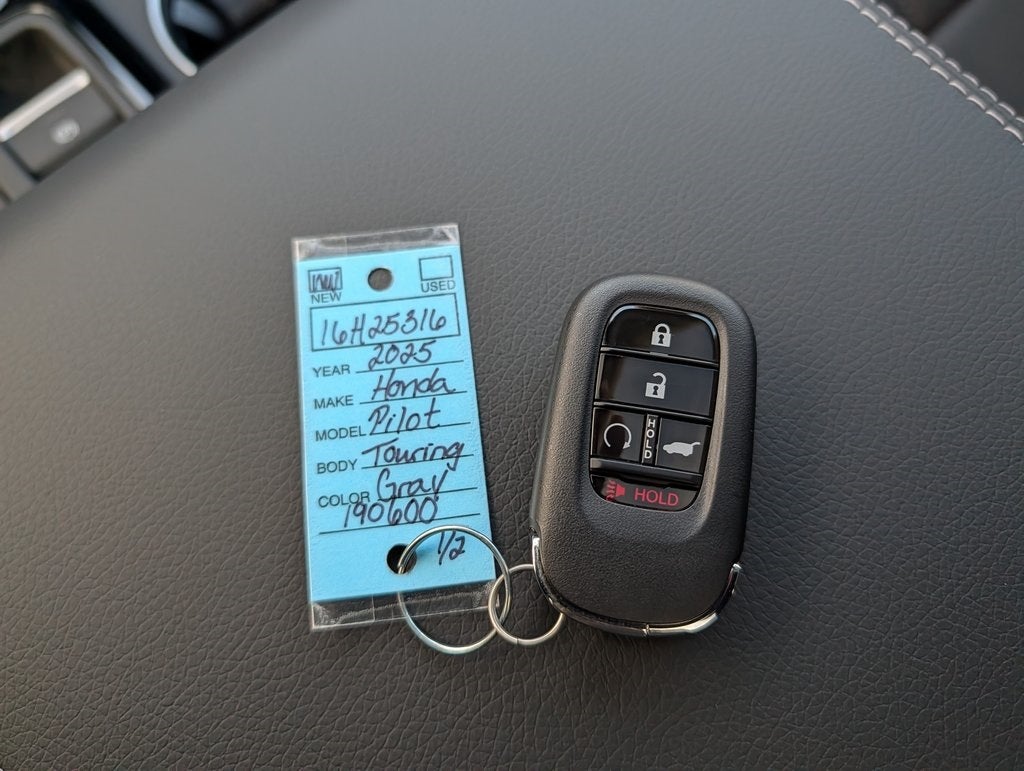 NEW USED
16H25316
YEAR 2025
MAKE Honda
MODEL Pilot
BODY Touring
COLOR Gray
190600
1/2
HOLD
HOLD